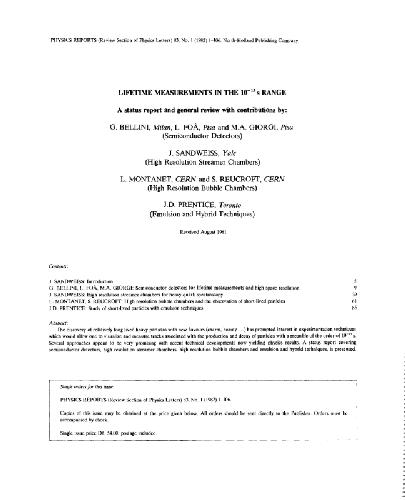 PHYSICS REPORTS (Review Section of Physics Letters) 83, No. 1 (1982) 1–106. North-Holland Publishing Company
LIFETIME MEASUREMENTS IN THE 10⁻¹³ s RANGE
A status report and general review with contributions by:
G. BELLINI, Milan, L. FOÀ, Pisa and M.A. GIORGI, Pisa
(Semiconductor Detectors)
J. SANDWEISS, Yale
(High Resolution Streamer Chambers)
L. MONTANET, CERN and S. REUCROFT, CERN
(High Resolution Bubble Chambers)
J.D. PRENTICE, Toronto
(Emulsion and Hybrid Techniques)
Received August 1981
Contents:
J. SANDWEISS: Introduction
G. BELLINI, L. FOÀ, M.A. GIORGI: Semiconductor detectors for lifetime measurements and high space resolution
J. SANDWEISS: High resolution streamer chambers for heavy quark spectroscopy
L. MONTANET, S. REUCROFT: High resolution bubble chambers and the observation of short-lived particles 61
J.D. PRENTICE: Study of short-lived particles with emulsion techniques
Abstract:
The discovery of relatively long lived heavy particles with new flavours (charm, beauty ...) has prompted interest in experimentation techniques
which would allow one to visualize and measure tracks associated with the production and decay of particles with a lifetime of the order of 10⁻¹³ s.
Several approaches appear to be very promising with recent technical developments now yielding physics results. A status report covering
semiconductor detectors, high resolution streamer chambers, high resolution bubble chambers and emulsion and hybrid techniques, is presented.
Single orders for this issue
PHYSICS REPORTS (Review Section of Physics Letters) 83, No. 1 (1982) 1–106.
Copies of this issue may be obtained at the price given below. All orders should be sent directly to the Publisher. Orders must be
accompanied by check.
Single issue price Dfl. 54.00, postage included.